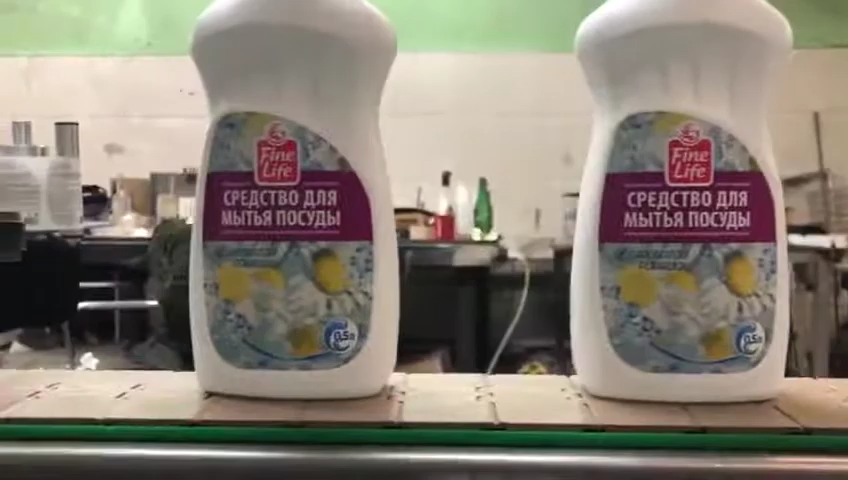 Fine
Life
СРЕДСТВО ДЛЯ
МЫТЬЯ ПОСУДЫ
0,5л
Fine
Life
СРЕДСТВО ДЛЯ
МЫТЬЯ ПОСУДЫ
0,5л